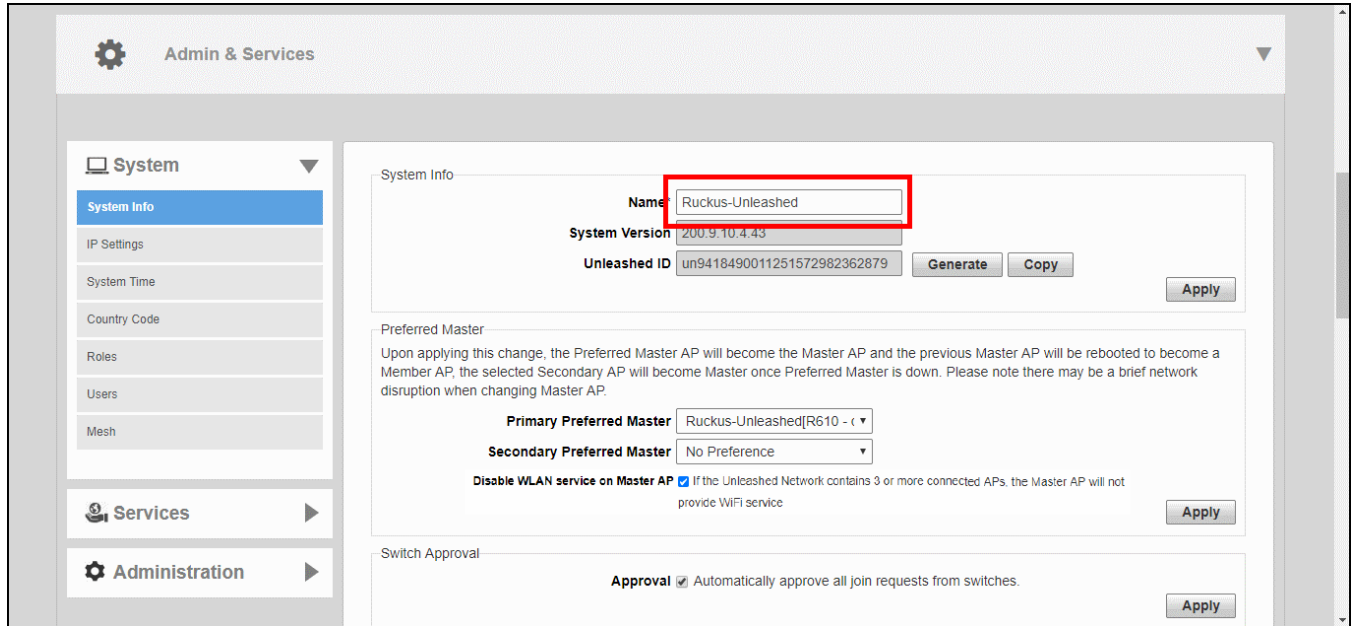 Admin & Services
System
System Info
IP Settings
System Time
Country Code
Roles
Users
Mesh
Services
Administration
System Info
Name* Ruckus-Unleashed
System Version 200.9.10.4.43
Unleashed ID un9418490011251572982362879 Generate Copy
Apply
Preferred Master
Upon applying this change, the Preferred Master AP will become the Master AP and the previous Master AP will be rebooted to become a
Member AP, the selected Secondary AP will become Master once Preferred Master is down. Please note there may be a brief network
disruption when changing Master AP.
Primary Preferred Master Ruckus-Unleashed[R610 -
Secondary Preferred Master No Preference
Disable WLAN service on Master AP If the Unleashed Network contains 3 or more connected APs, the Master AP will not
provide WiFi service
Apply
Switch Approval
Approval Automatically approve all join requests from switches.
Apply